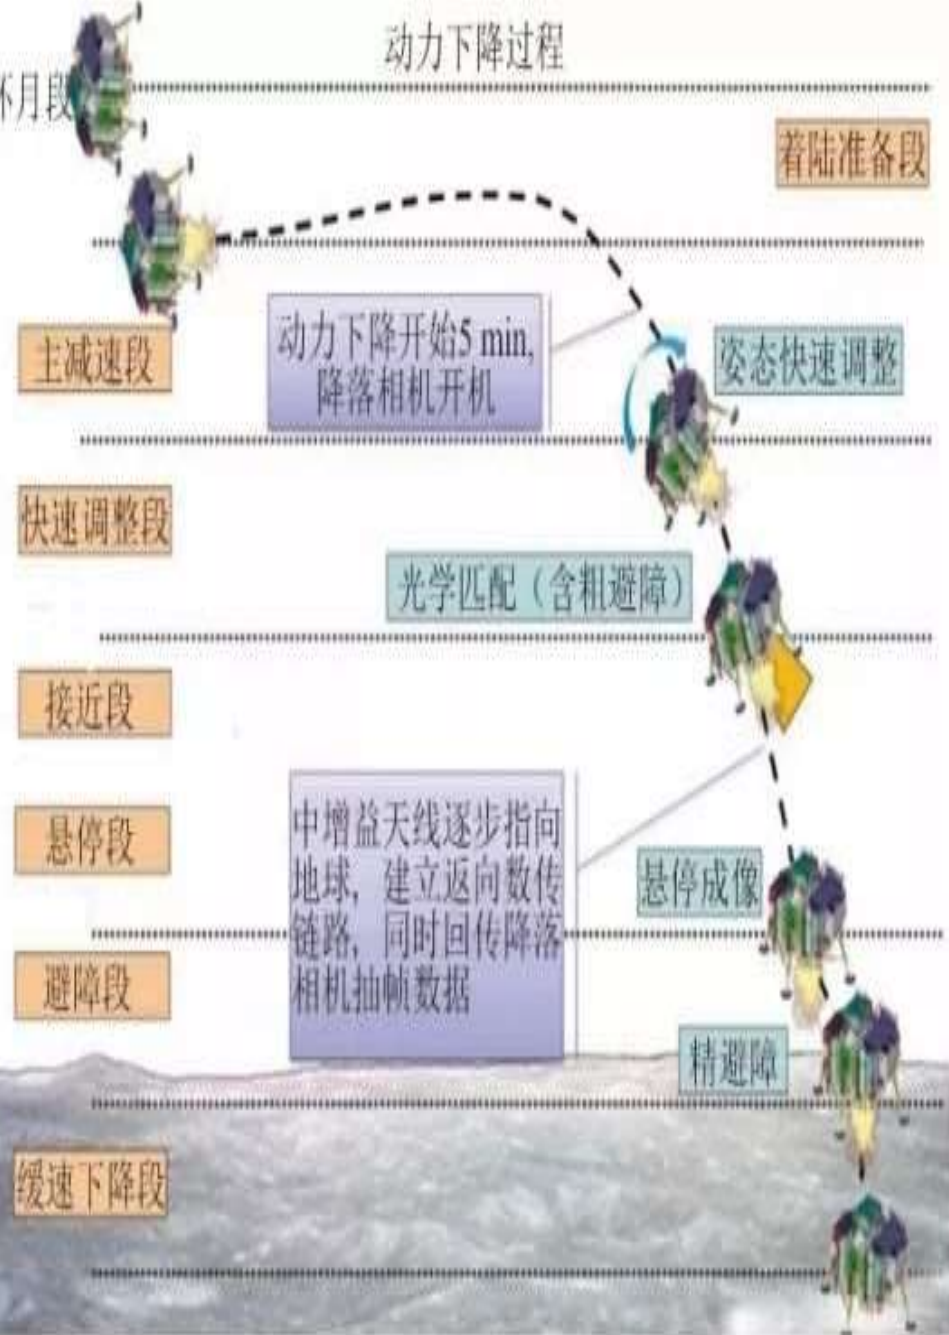 动力下降过程
环月段
着陆准备段
主减速段
动力下降开始5 min,
降落相机开机
姿态快速调整
快速调整段
光学匹配（含粗避障）
接近段
悬停段
中增益天线逐步指向
地球，建立返向数传
链路，同时回传降落
相机抽帧数据
悬停成像
避障段
精避障
缓速下降段